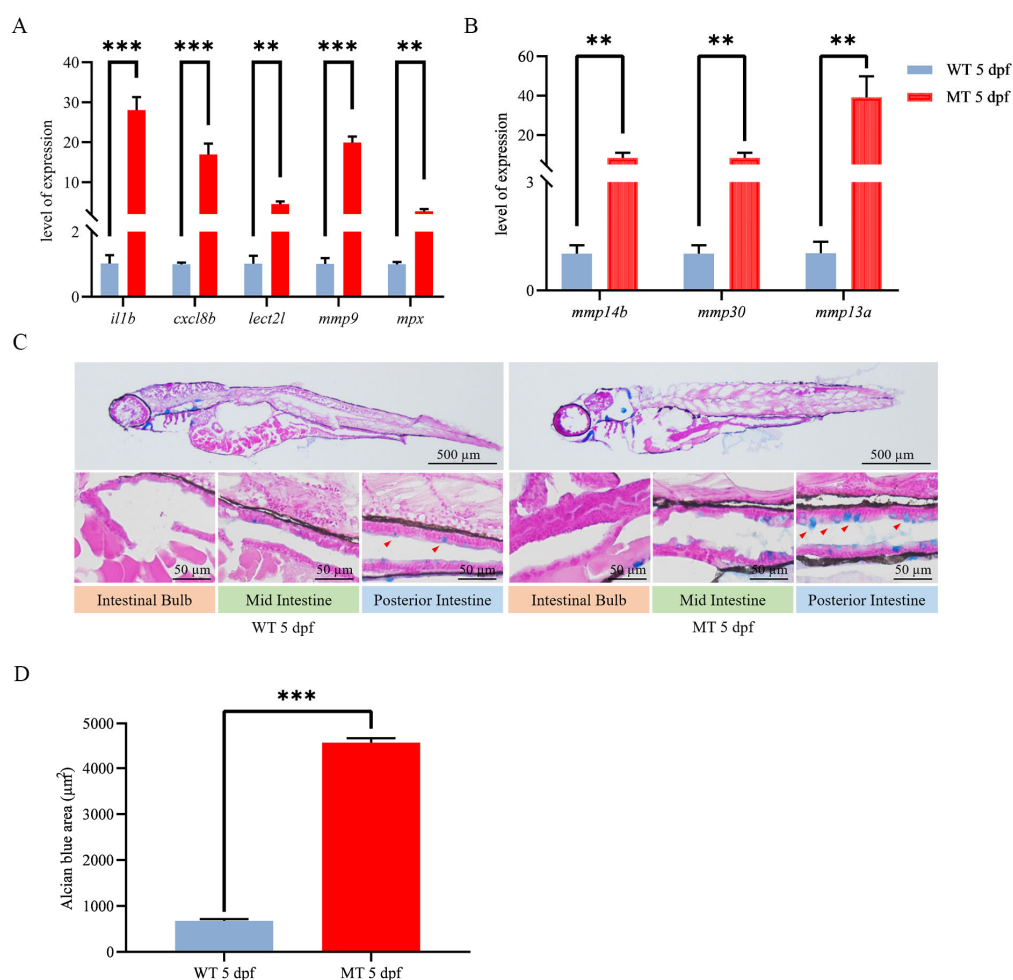 A
*** *** ** *** **
level of expression
40
30
20
10
2
0
il1b cxcl8b lect2l mmp9 mpx
B
** ** **
level of expression
60
40
20
3
0
mmp14b mmp30 mmp13a
WT 5 dpf
MT 5 dpf
C
500 µm 500 µm
50 µm 50 µm 50 µm 50 µm 50 µm 50 µm
Intestinal Bulb Mid Intestine Posterior Intestine Intestinal Bulb Mid Intestine Posterior Intestine
WT 5 dpf MT 5 dpf
D
***
Alcian blue area (µm²)
5000
4000
3000
2000
1000
0
WT 5 dpf MT 5 dpf